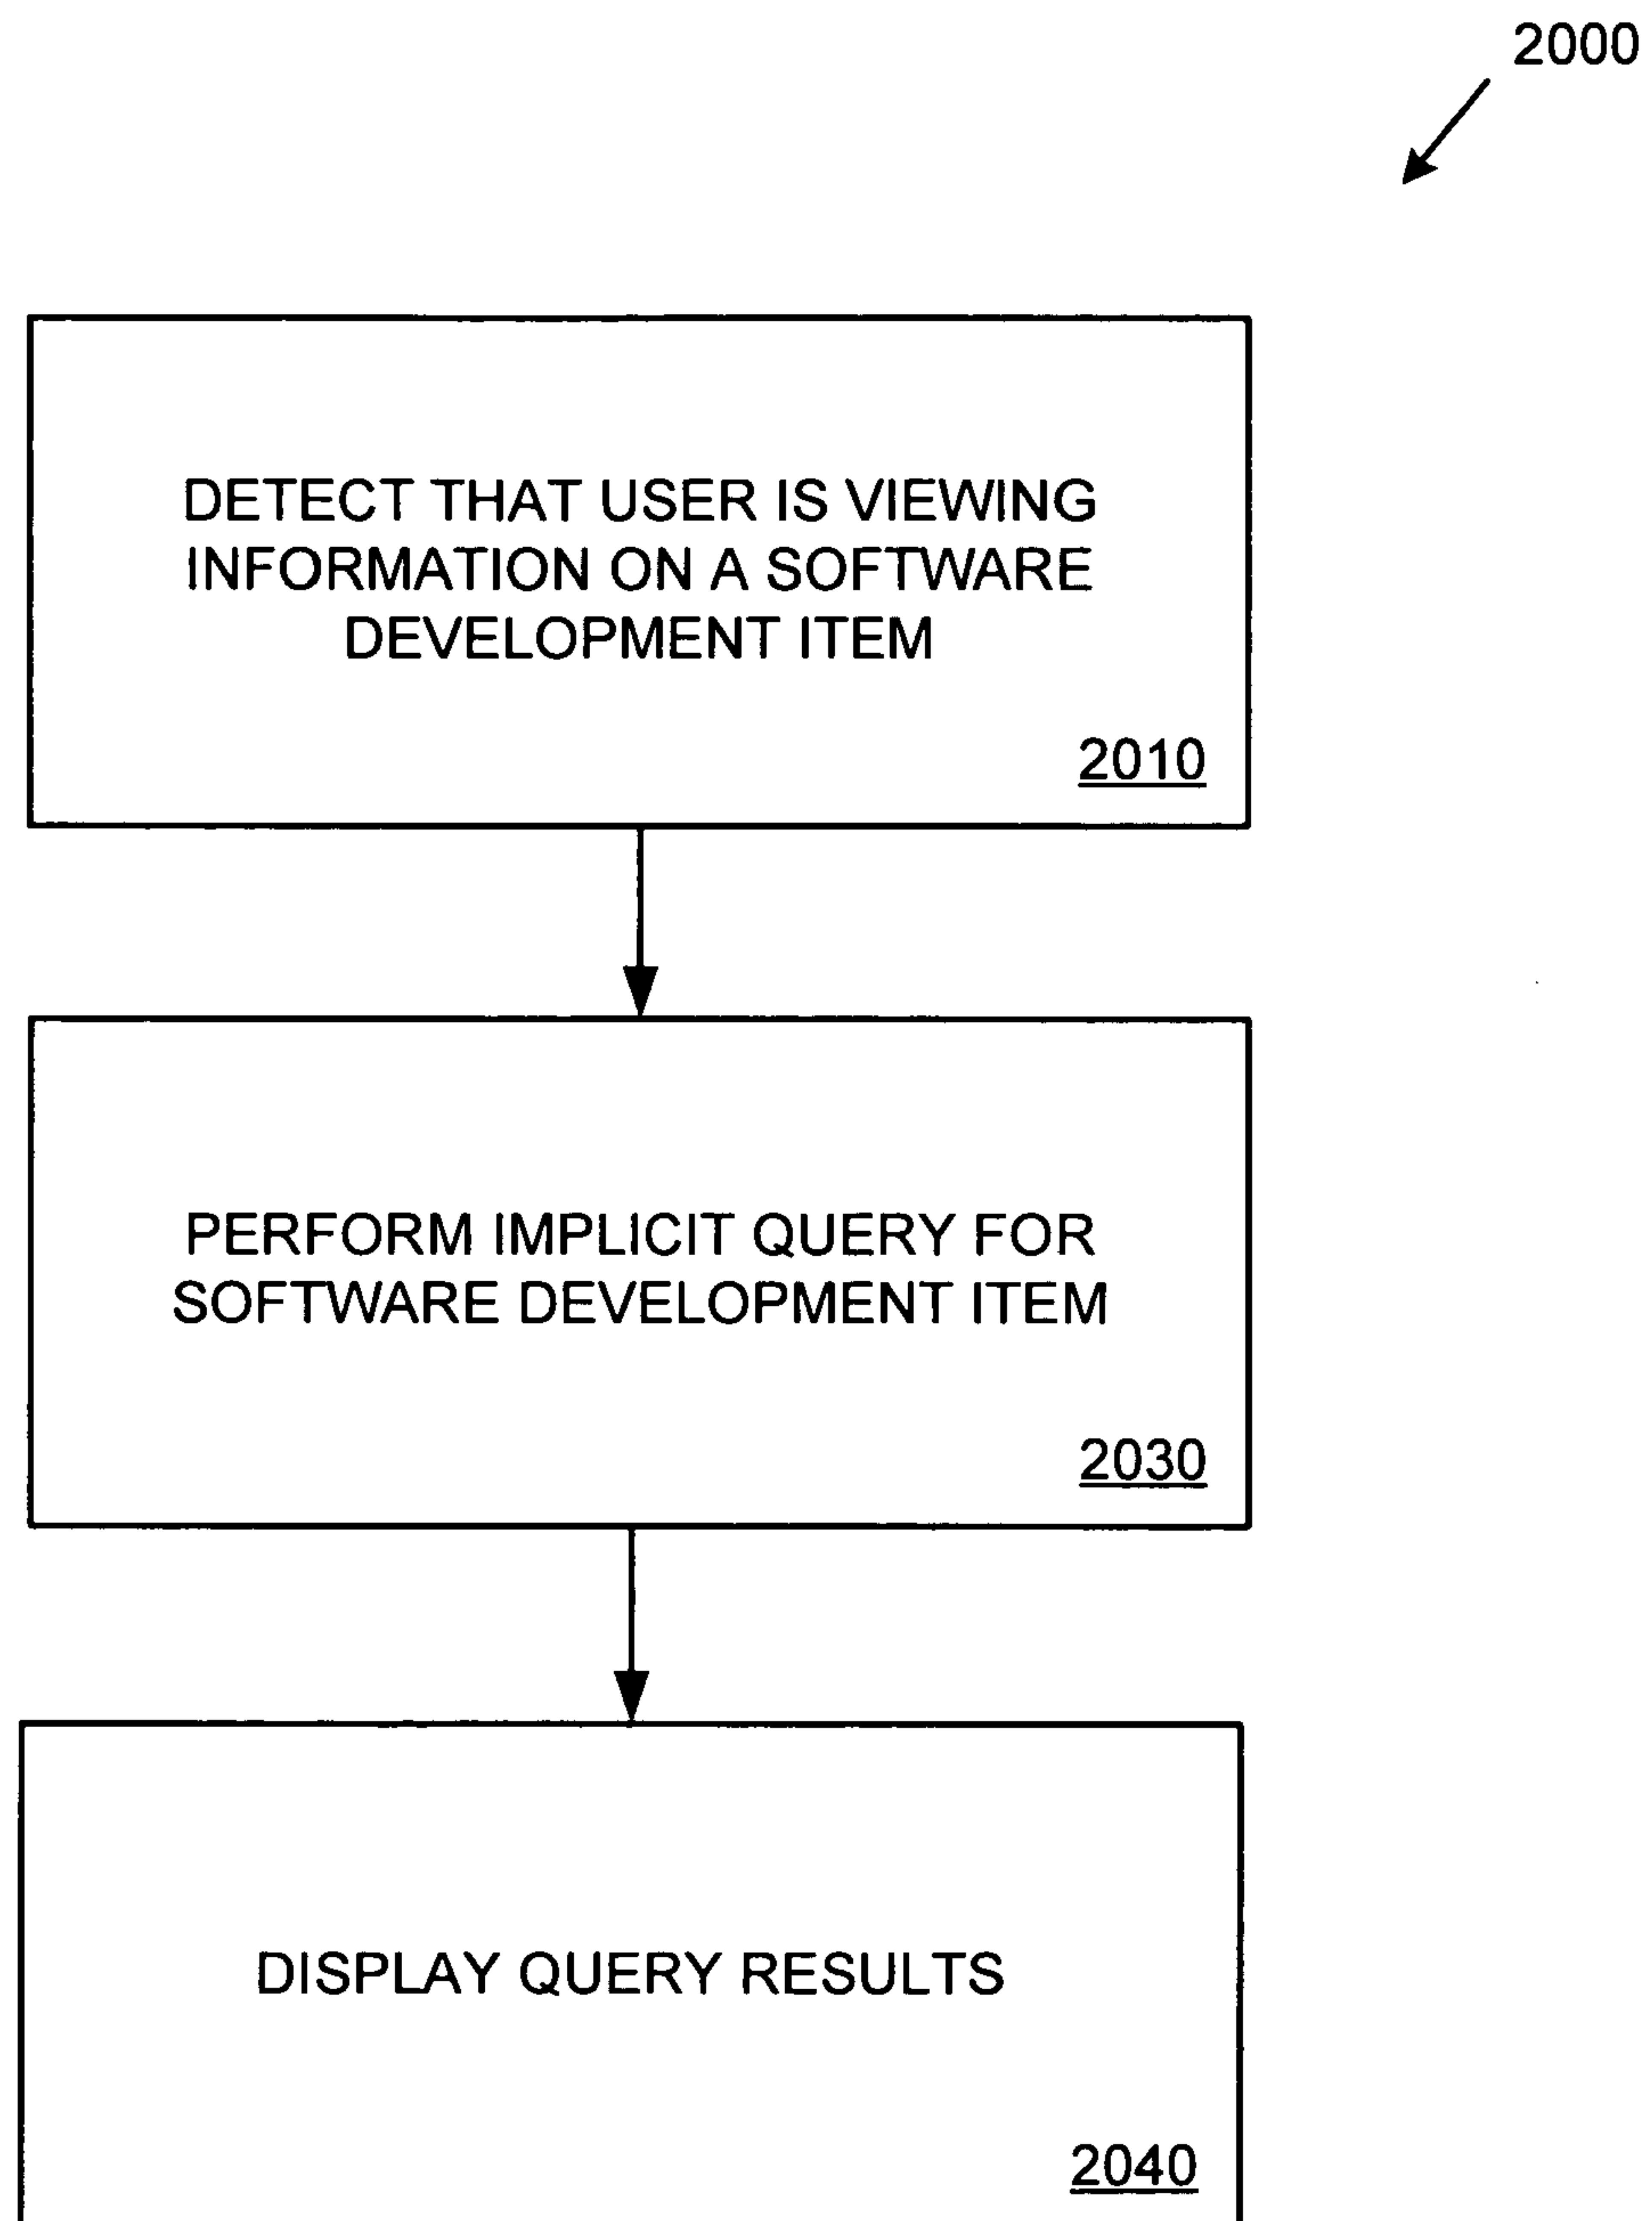 2000
DETECT THAT USER IS VIEWING
INFORMATION ON A SOFTWARE
DEVELOPMENT ITEM
2010
PERFORM IMPLICIT QUERY FOR
SOFTWARE DEVELOPMENT ITEM
2030
DISPLAY QUERY RESULTS
2040